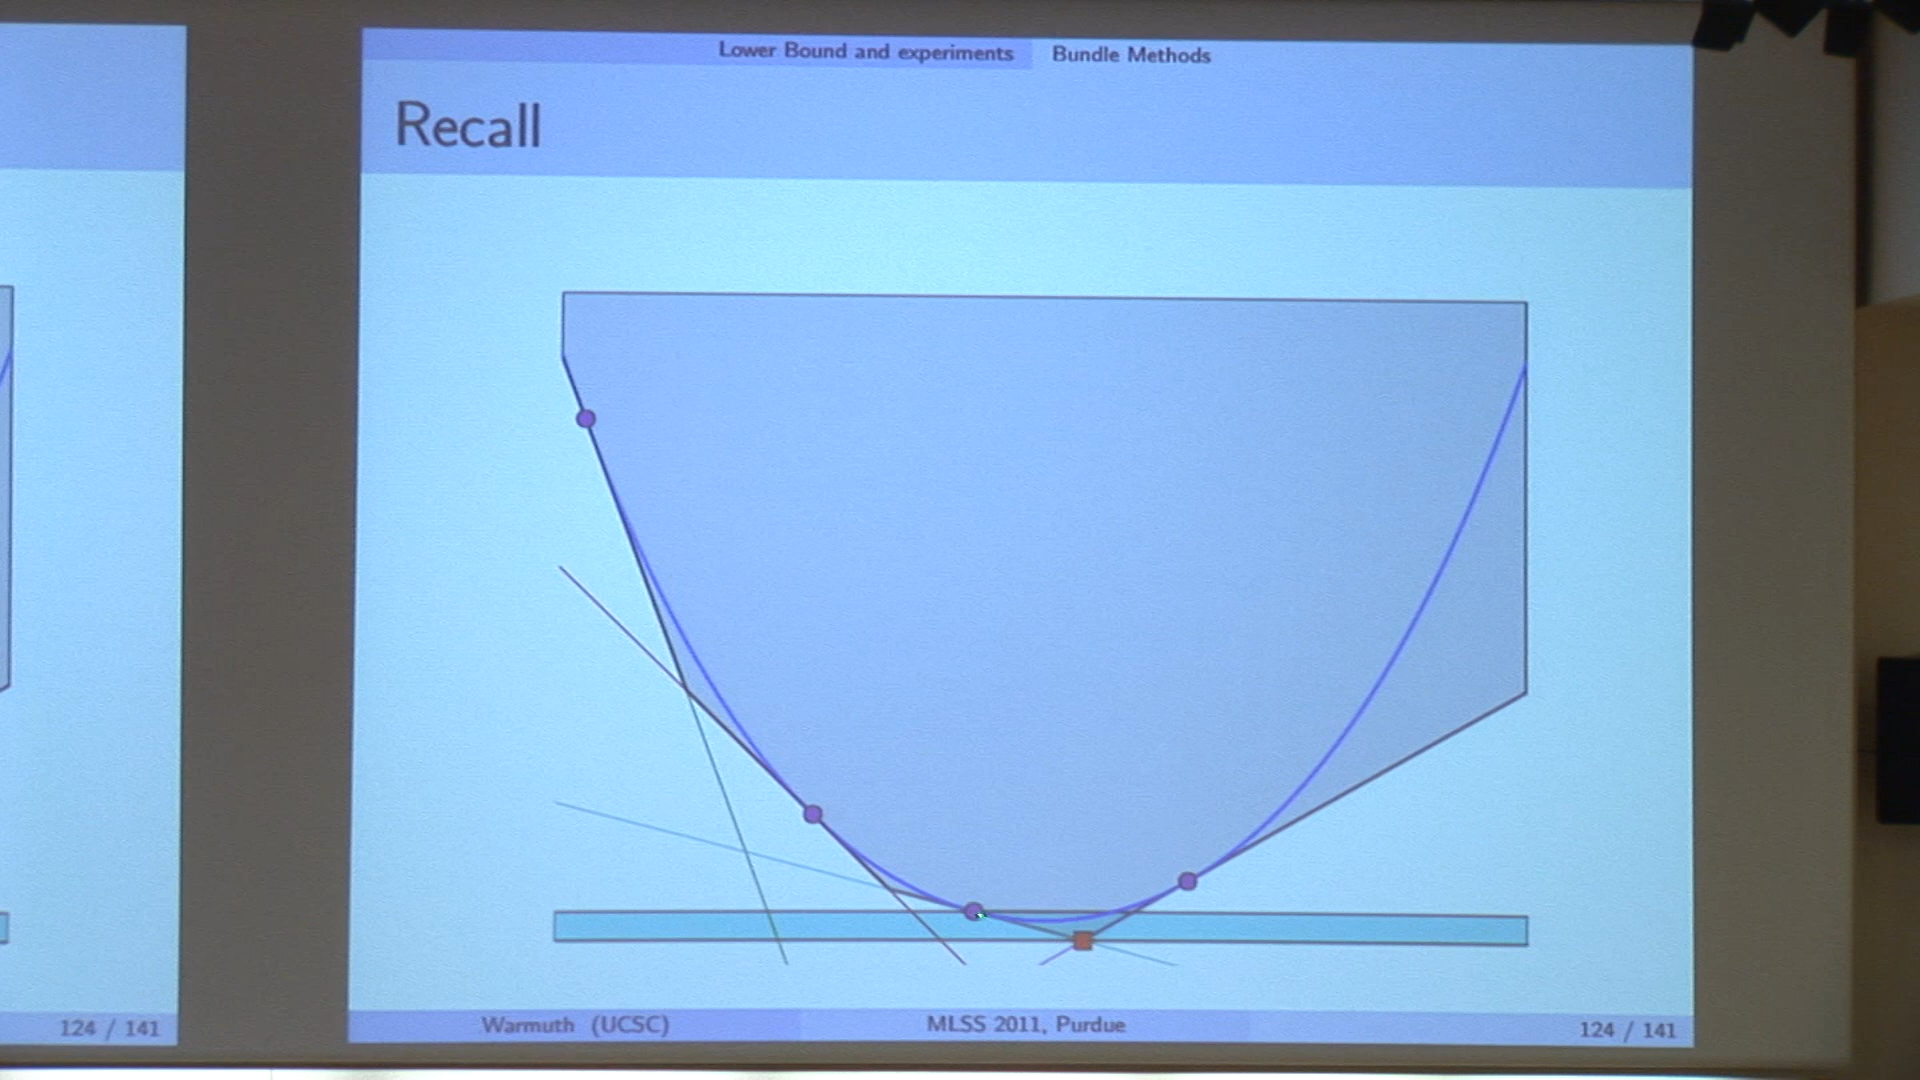 Lower Bound and experiments Bundle Methods
Recall
124 / 141
Warmuth (UCSC) MLSS 2011, Purdue 124 / 141